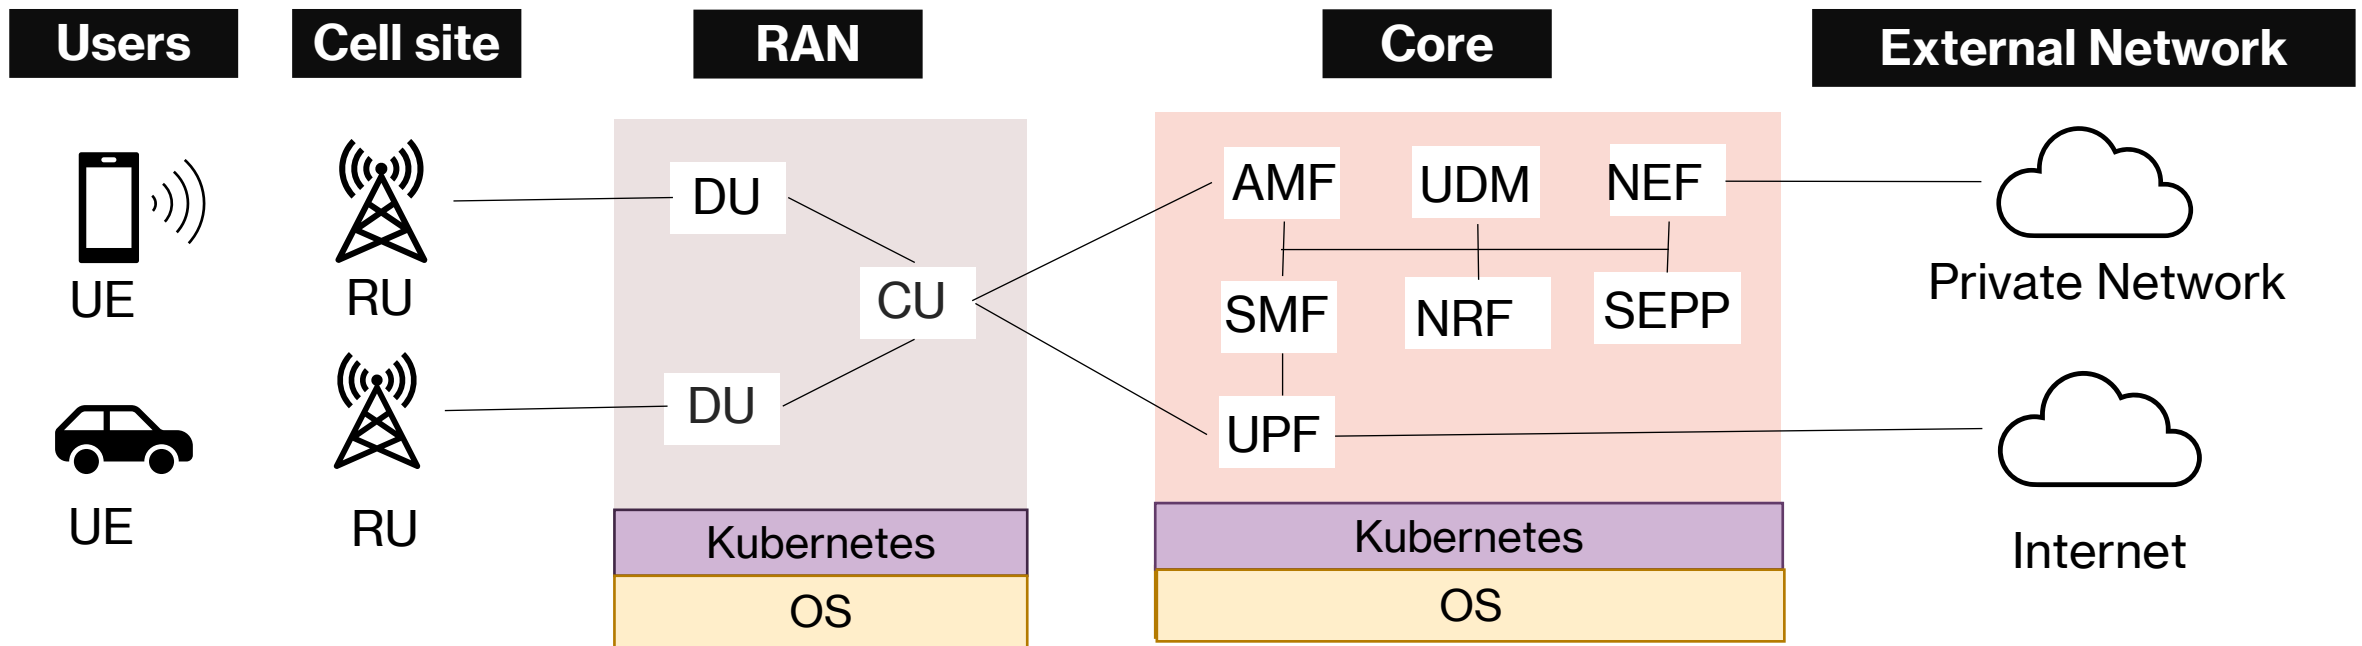 Users
Cell site
RAN
Core
External Network
UE
RU
DU
CU
AMF
UDM
NEF
Private Network
SMF
NRF
SEPP
UE
RU
DU
UPF
Internet
Kubernetes
Kubernetes
OS
OS